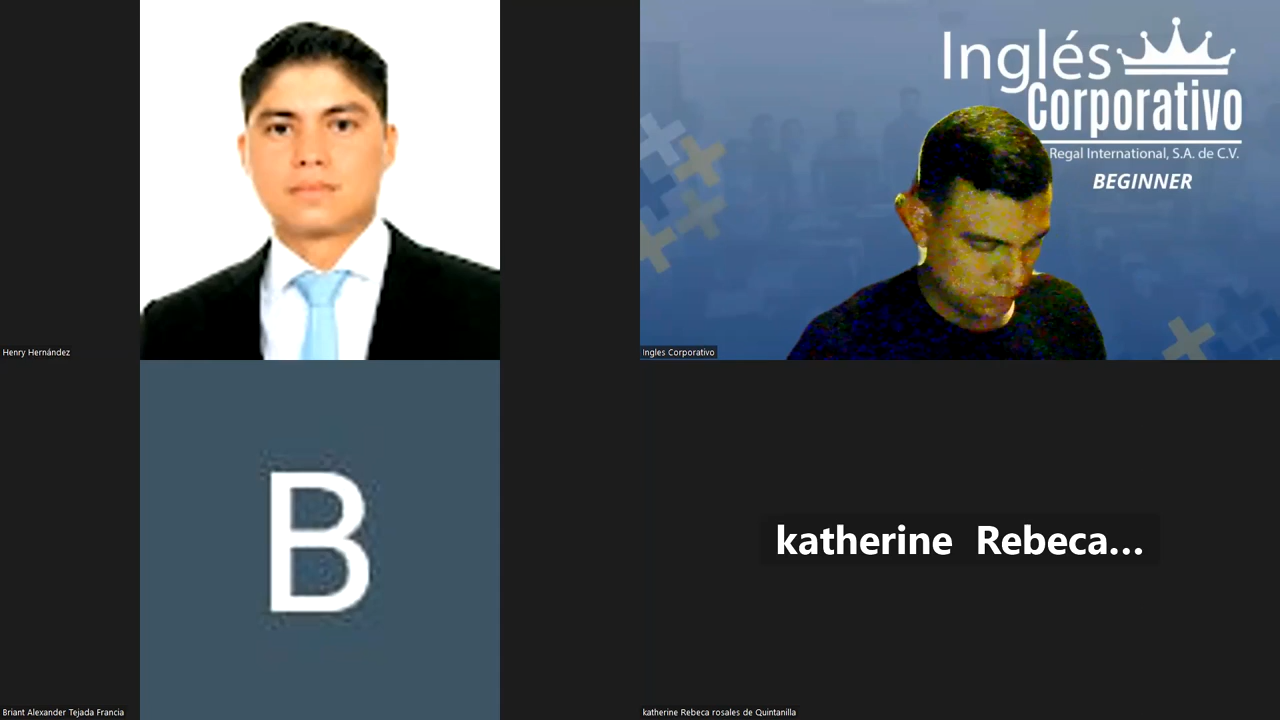 Inglés
Corporativo
Regal International, S.A. de C.V.
BEGINNER
Henry Hernández
Ingles Corporativo
B
katherine Rebeca...
Briant Alexander Tejada Francia
katherine Rebeca rosales de Quintanilla